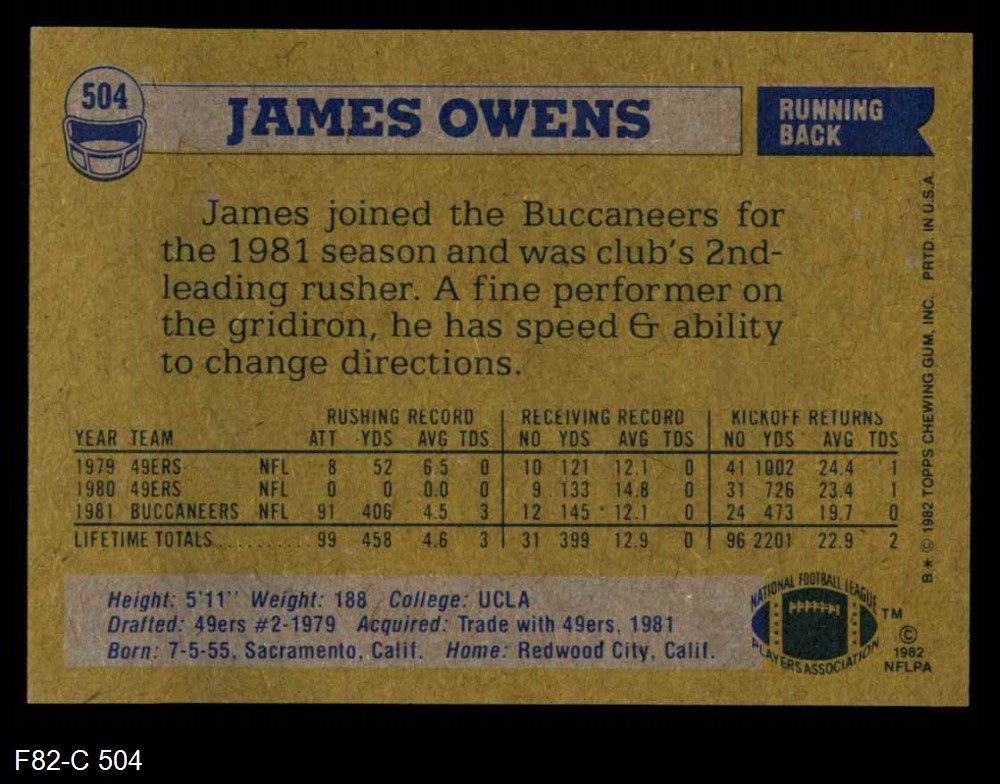 504
JAMES OWENS
RUNNING
BACK
James joined the Buccaneers for
the 1981 season and was club's 2nd-
leading rusher. A fine performer on
the gridiron, he has speed & ability
to change directions.
RUSHING RECORD RECEIVING RECORD KICKOFF RETURNS
YEAR TEAM ATT YDS AVG TDS NO YDS AVG TDS NO YDS AVG TDS
1979 49ERS NFL 8 52 6.5 0 10 121 12.1 0 41 1002 24.4 1
1980 49ERS NFL 0 0 0.0 0 9 133 14.8 0 31 726 23.4 1
1981 BUCCANEERS NFL 91 406 4.5 3 12 145 12.1 0 24 473 19.7 0
LIFETIME TOTALS.......... 99 458 4.6 3 31 399 12.9 0 96 2201 22.9 2
Height: 5'11" Weight: 188 College: UCLA
Drafted: 49ers #2-1979 Acquired: Trade with 49ers, 1981
Born: 7-5-55, Sacramento, Calif. Home: Redwood City, Calif.
NATIONAL FOOTBALL LEAGUE
PLAYERS ASSOCIATION
TM
©
1982
NFLPA
B* © 1982 TOPPS CHEWING GUM, INC. PRTD. IN U.S.A.
F82-C 504